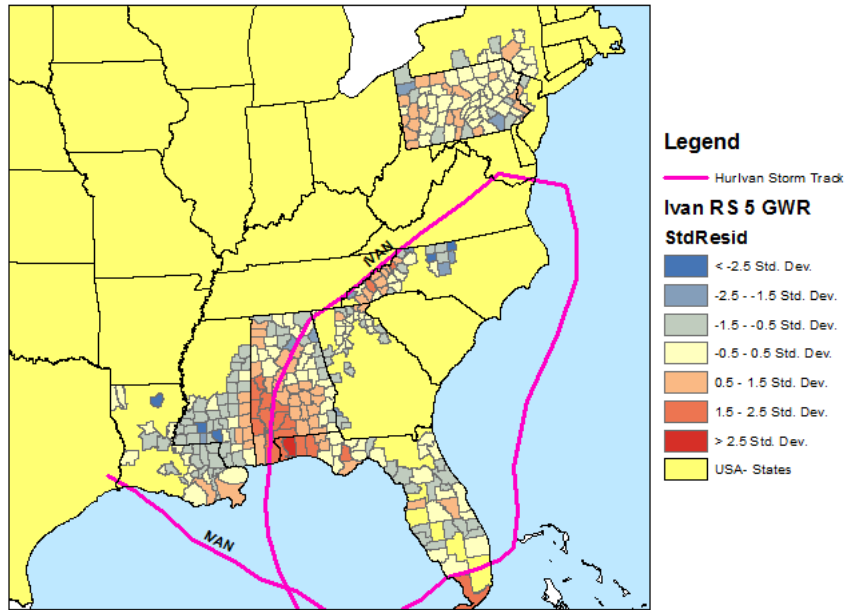 IVAN
IVAN
Legend
HurIvan Storm Track
Ivan RS 5 GWR
StdResid
< -2.5 Std. Dev.
-2.5 - -1.5 Std. Dev.
-1.5 - -0.5 Std. Dev.
-0.5 - 0.5 Std. Dev.
0.5 - 1.5 Std. Dev.
1.5 - 2.5 Std. Dev.
> 2.5 Std. Dev.
USA- States